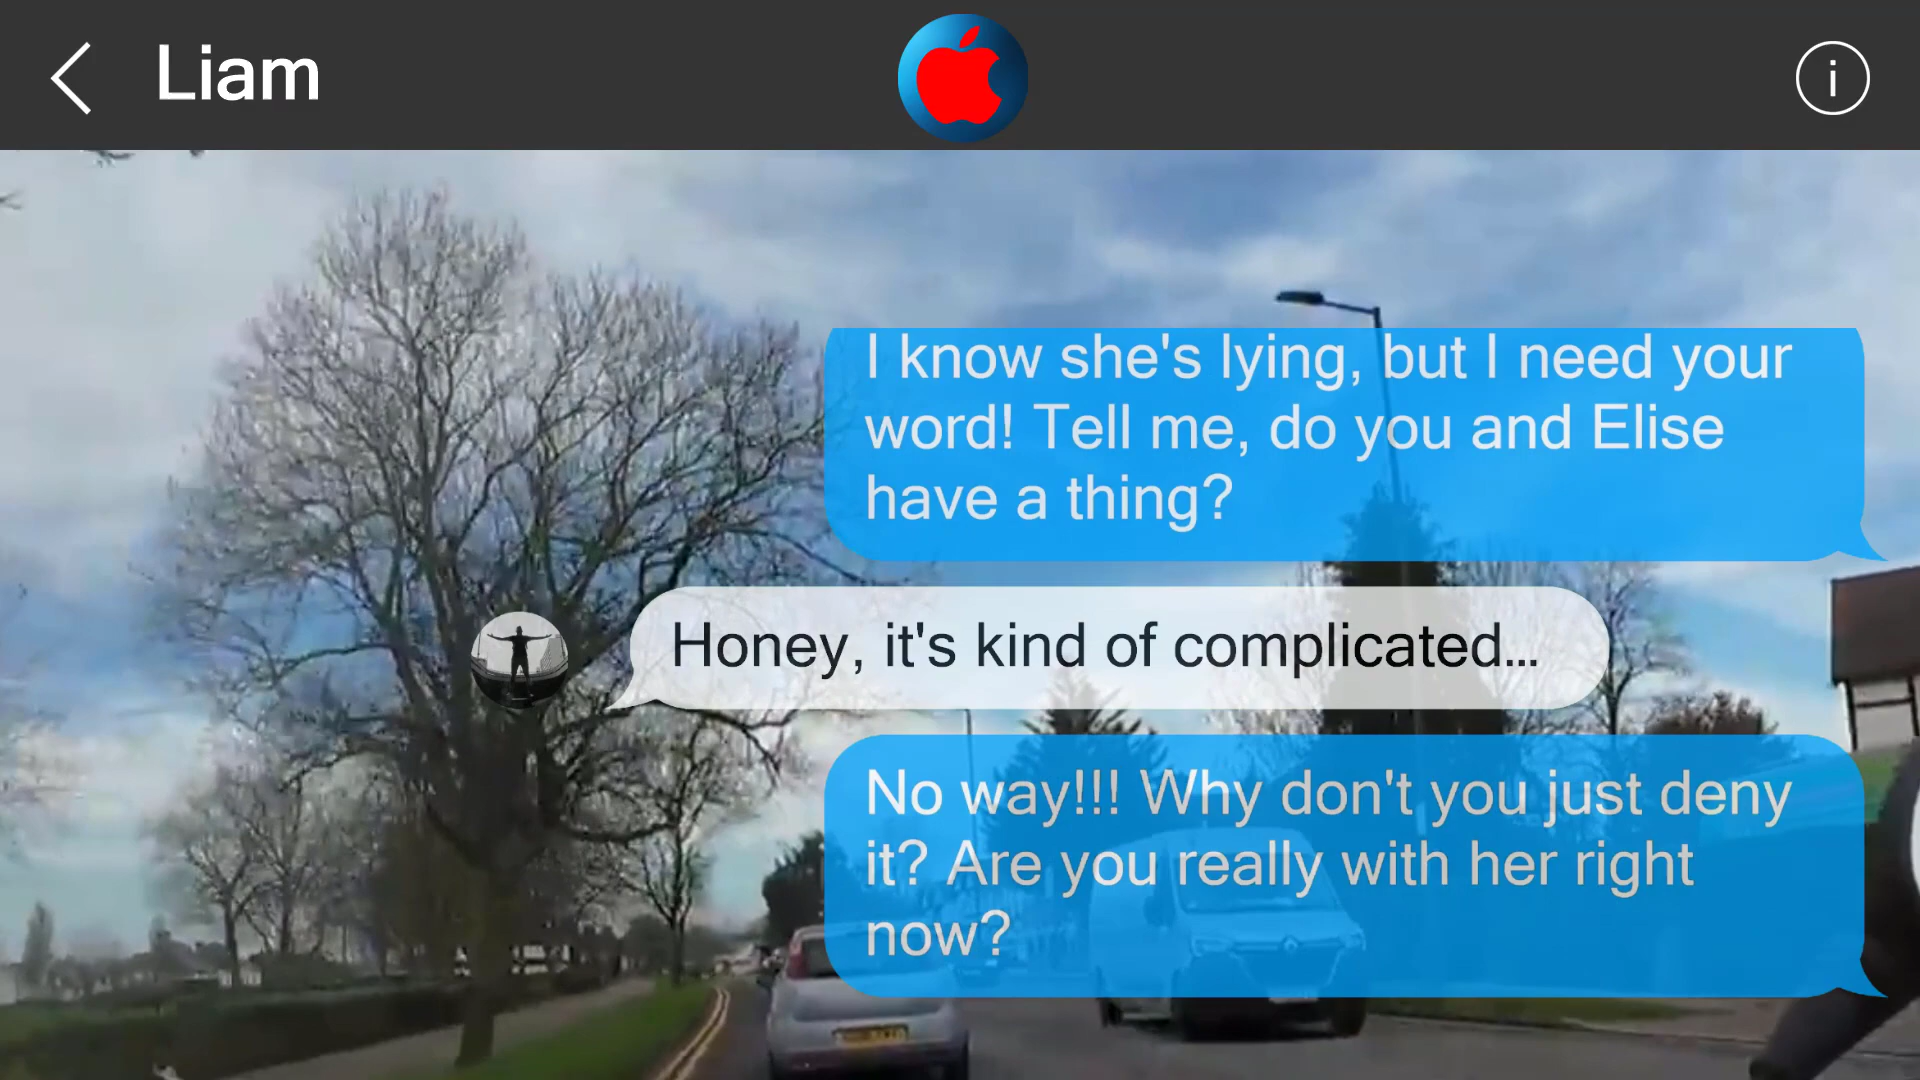 Liam
I know she's lying, but I need your
word! Tell me, do you and Elise
have a thing?
Honey, it's kind of complicated...
No way!!! Why don't you just deny
it? Are you really with her right
now?